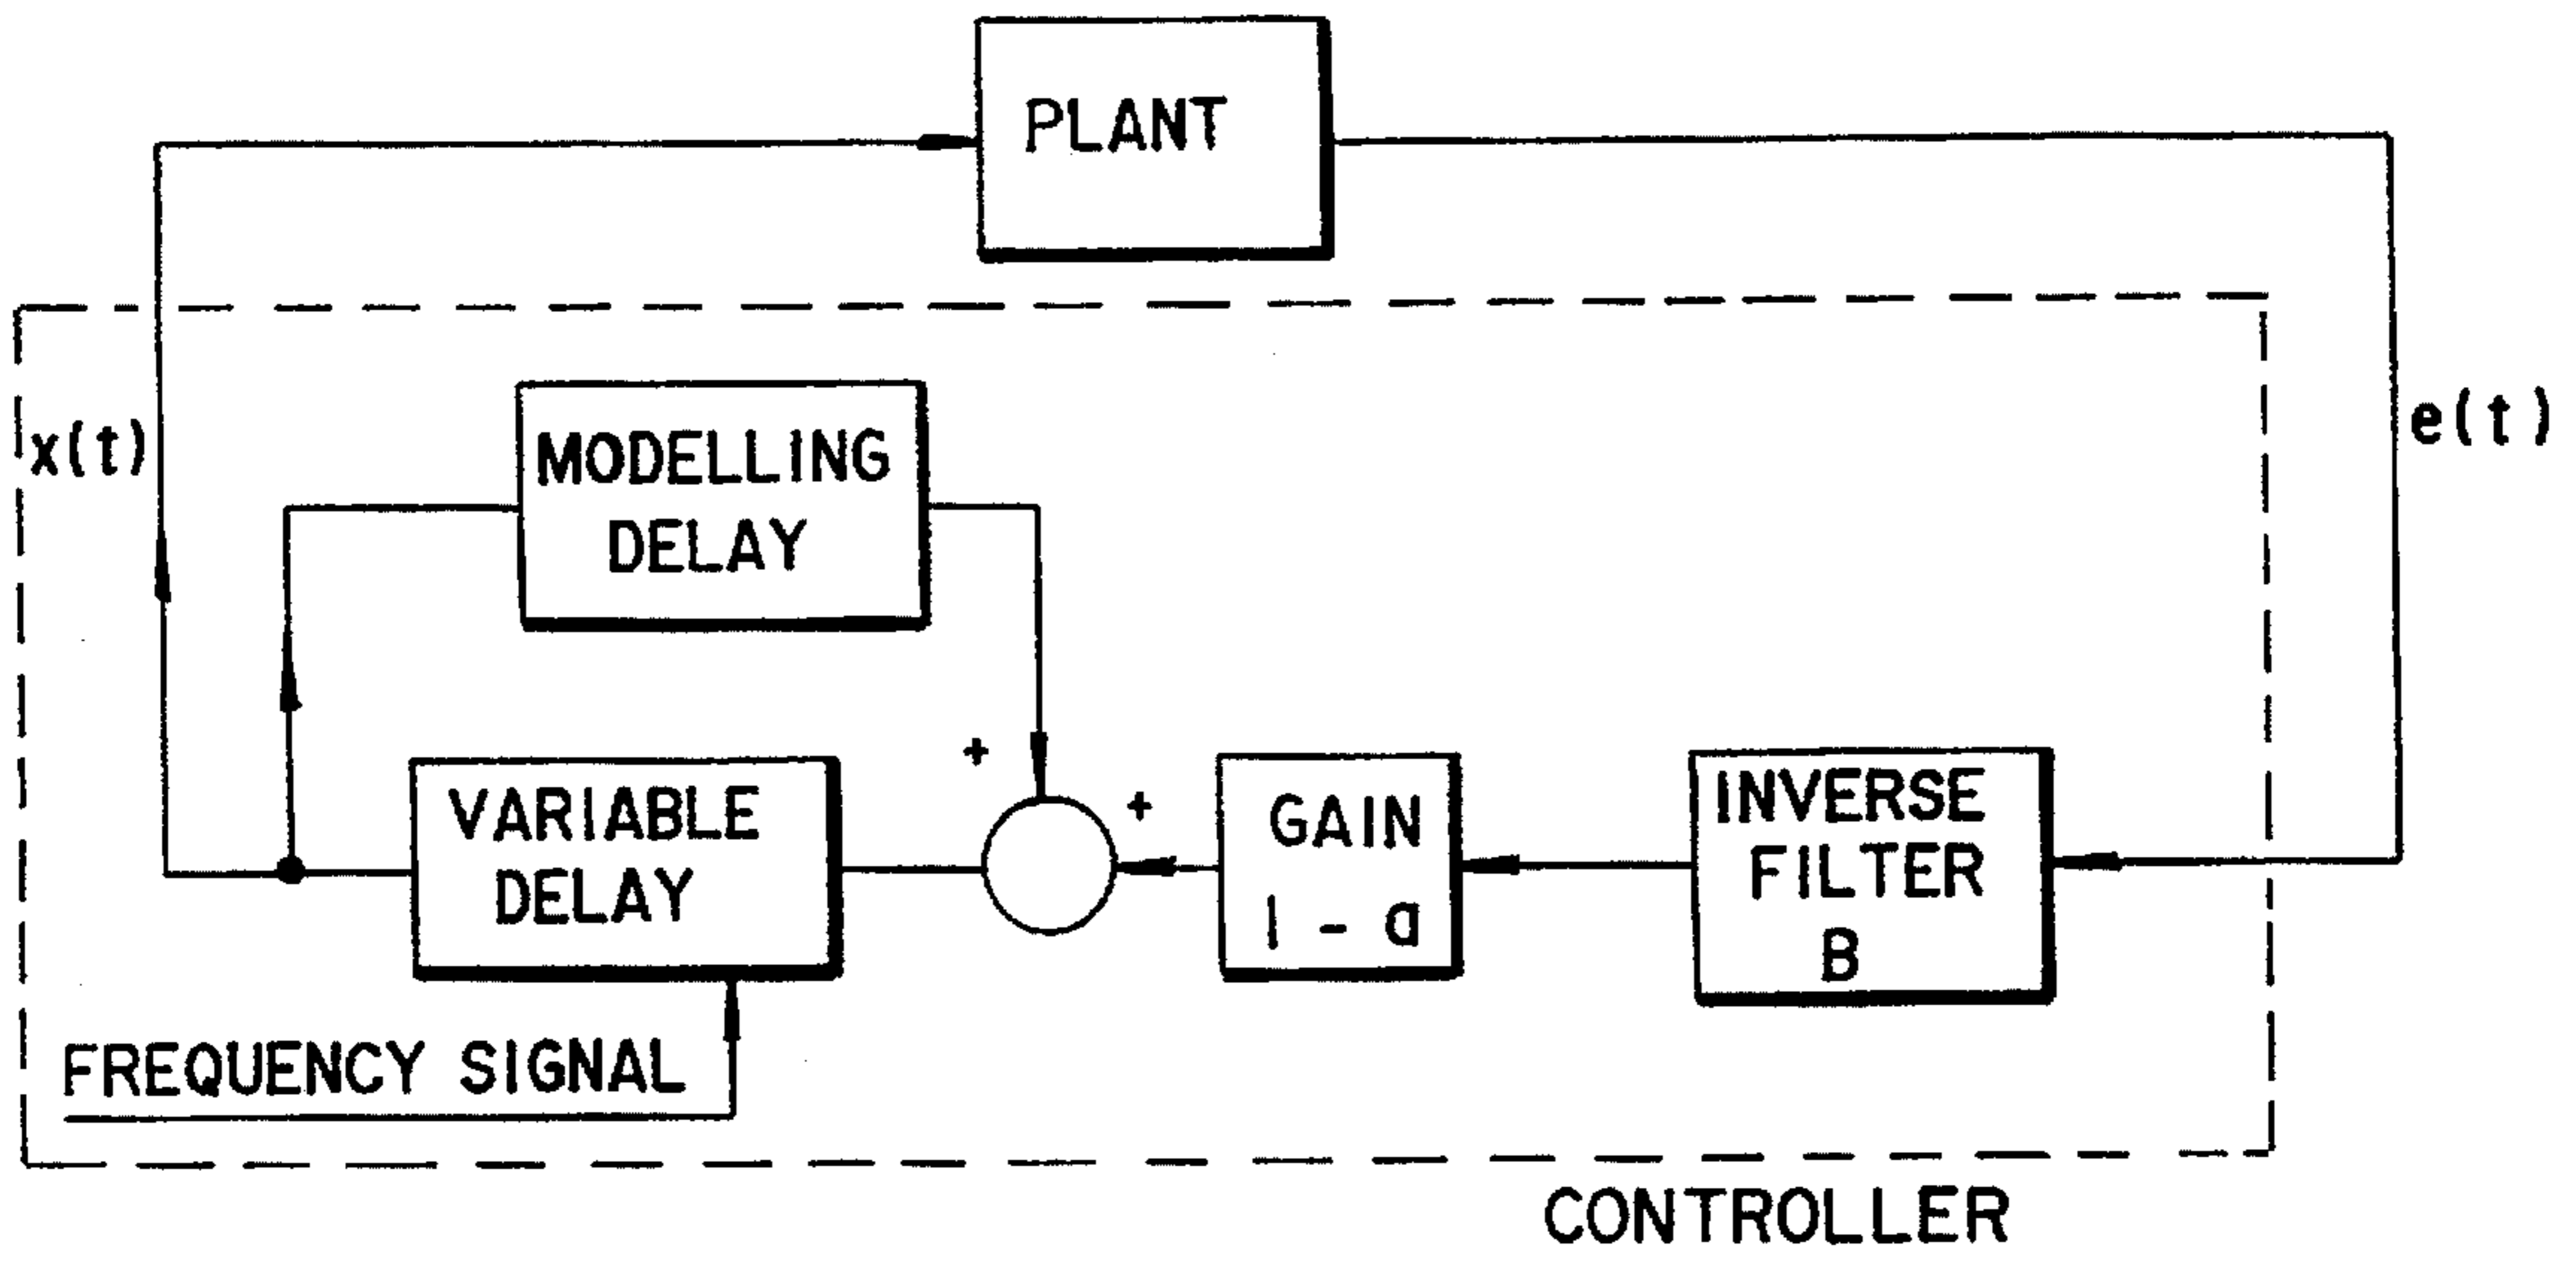 PLANT
x(t)
e(t)
MODELLING
DELAY
+
+
VARIABLE
DELAY
GAIN
1 - a
INVERSE
FILTER
B
FREQUENCY SIGNAL
CONTROLLER